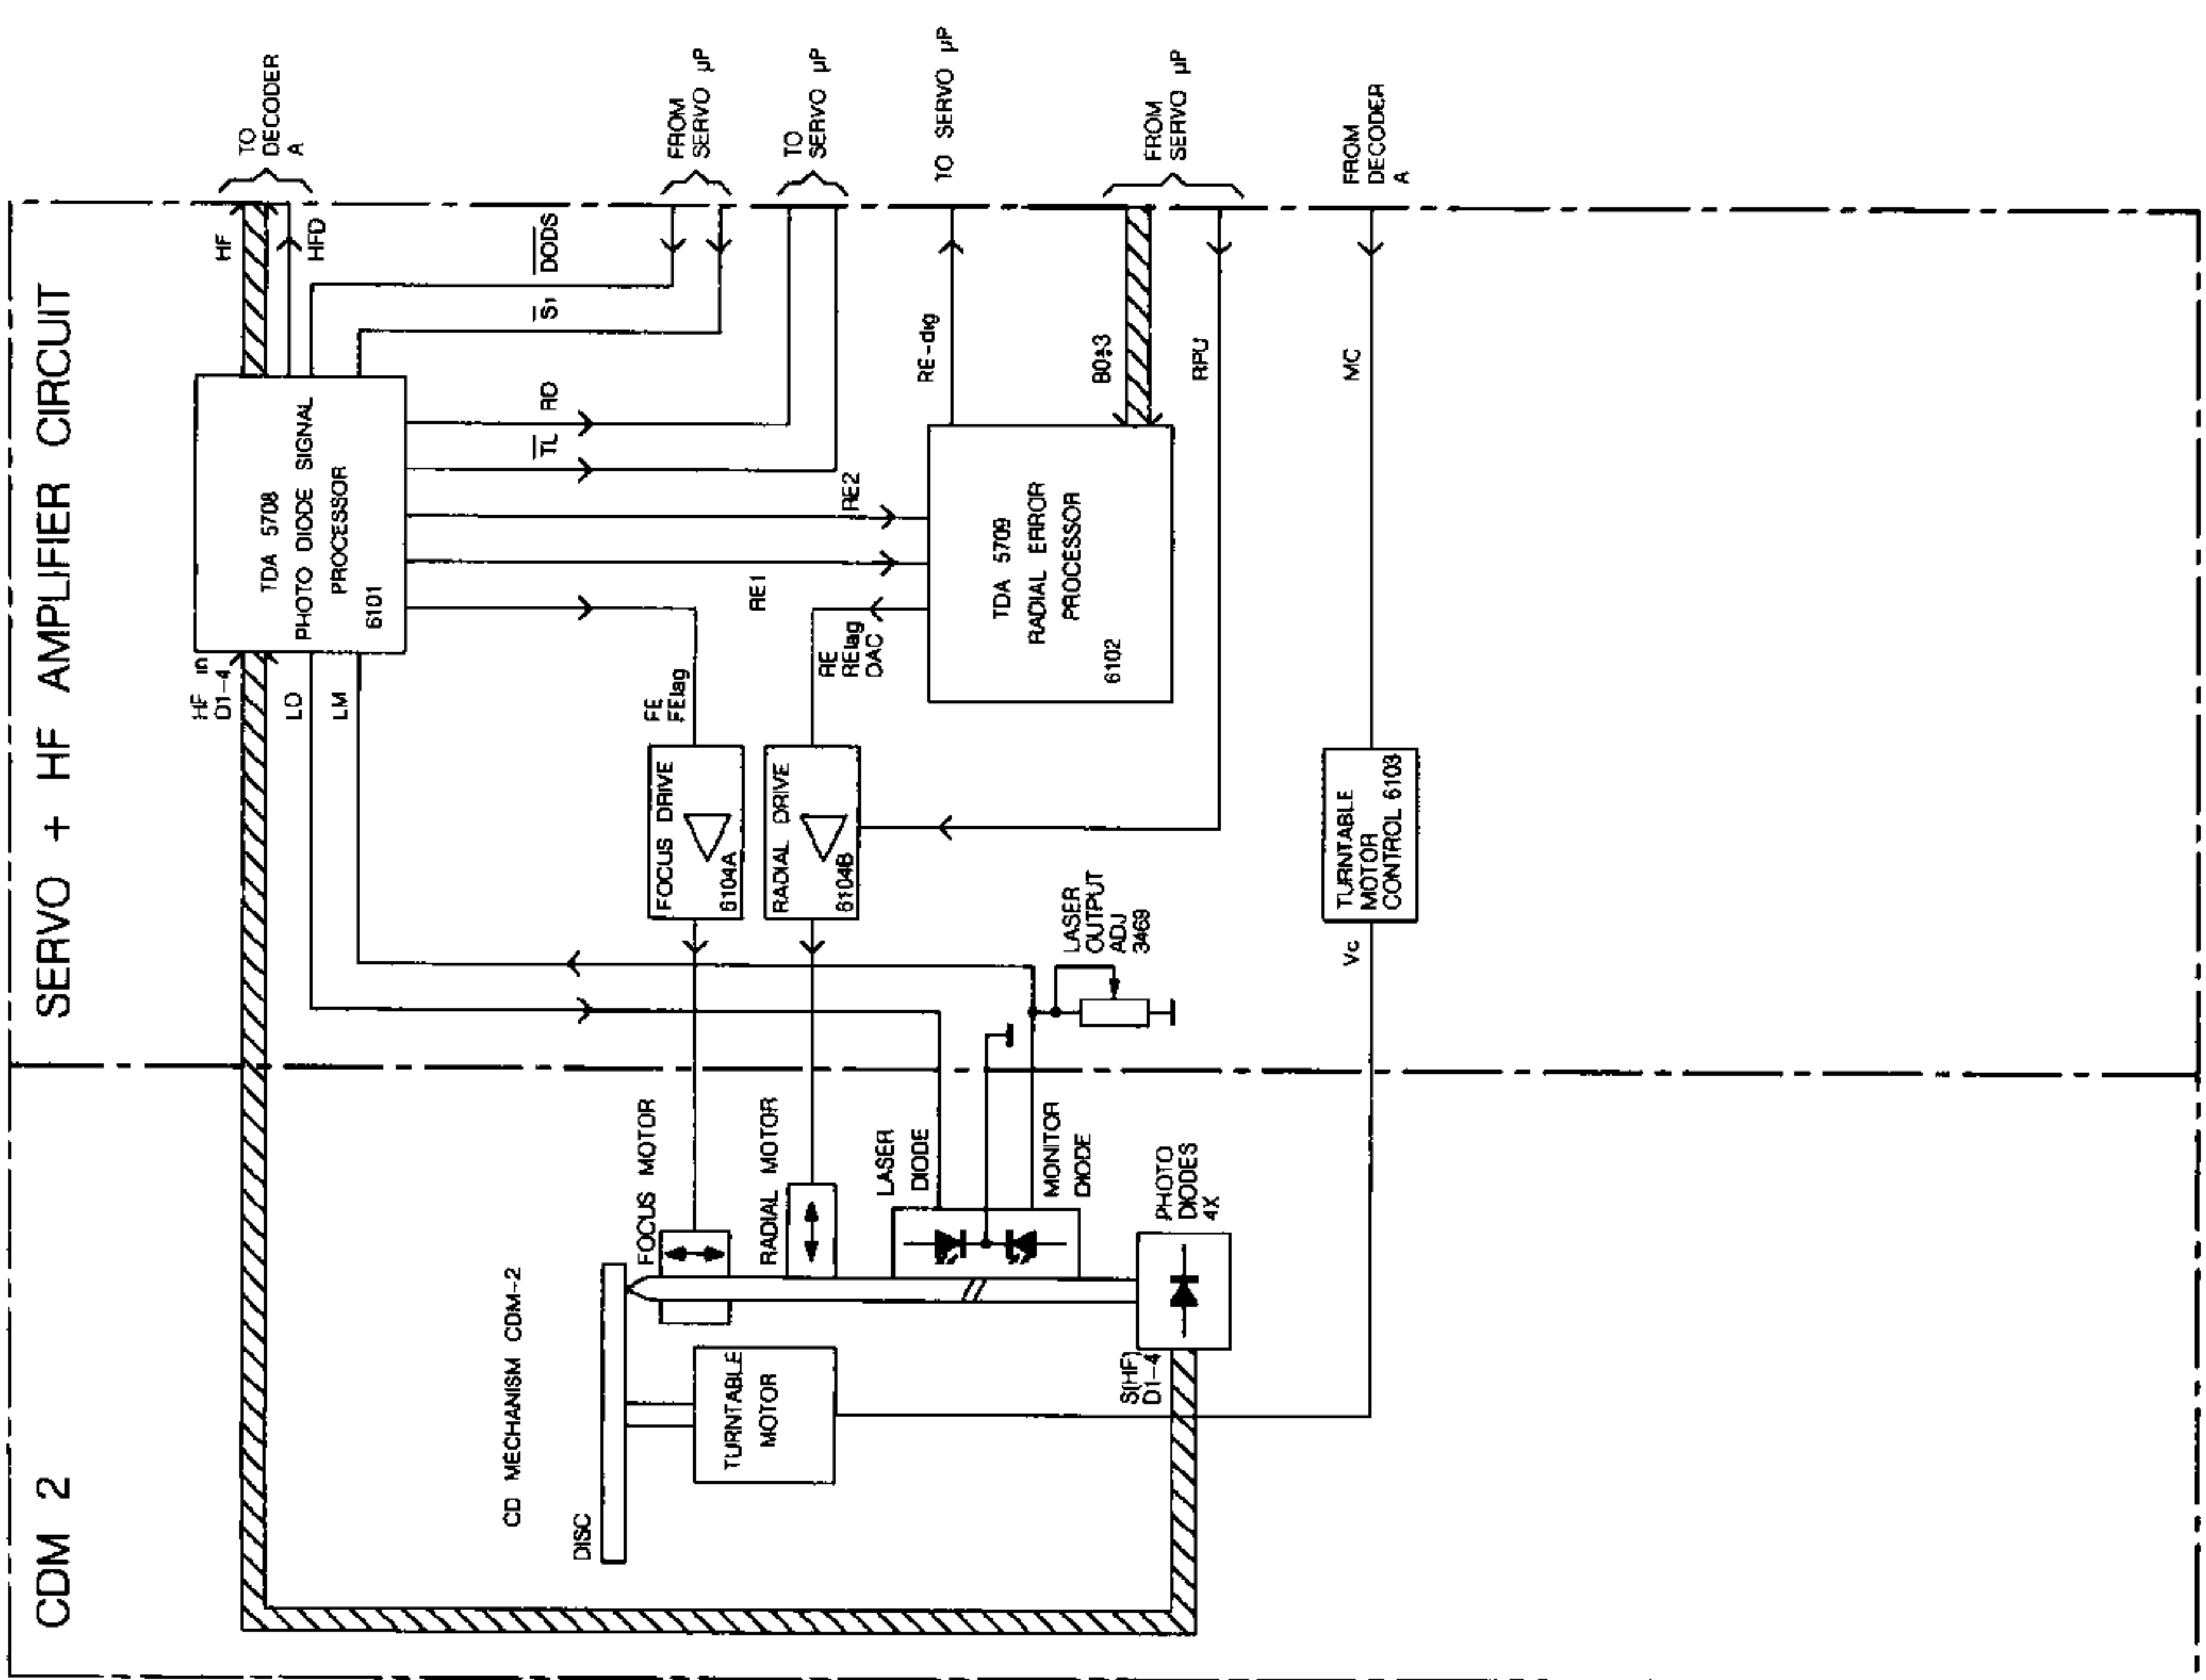 CDM 2
SERVO + HF AMPLIFIER CIRCUIT
CD MECHANISM CDM-2
DISC
TURNTABLE
MOTOR
FOCUS MOTOR
RADIAL MOTOR
LASER
DIODE
MONITOR
DIODE
PHOTO
DIODES
4X
S(HF)
D1-4
HF in
D1-4
LO
LM
TDA 5708
PHOTO DIODE SIGNAL
PROCESSOR
6101
HF
HFD
TO
DECODER
A
DODS
S1
FROM
SERVO µP
RD
TL
TO
SERVO µP
RE2
RE1
FE
FElag
FOCUS DRIVE
6104A
RADIAL DRIVE
6104B
RE
RElag
DAC
TDA 5709
RADIAL ERROR
PROCESSOR
6102
RE-dig
TO SERVO µP
B0÷3
RPU
FROM
SERVO µP
LASER
OUTPUT
ADJ
3469
TURNTABLE
MOTOR
CONTROL 6103
Vc
MC
FROM
DECODER
A